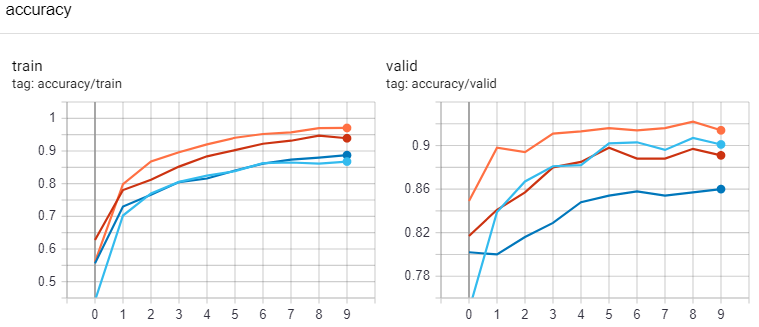 accuracy
train
tag: accuracy/train
1
0.9
0.8
0.7
0.6
0.5
0 1 2 3 4 5 6 7 8 9
valid
tag: accuracy/valid
0.9
0.86
0.82
0.78
0 1 2 3 4 5 6 7 8 9